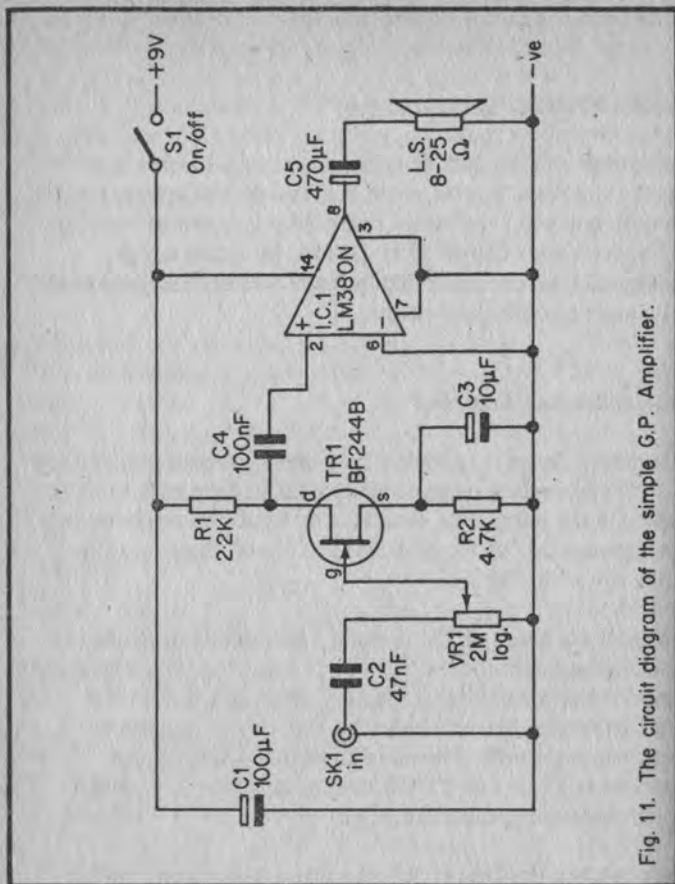 +9V
S1
On/off
C1
100µF
R1
2·2K
C4
100nF
14
+
2
I.C.1
LM380N
8
C5
470µF
6
−
7
3
L.S.
8-25
Ω
TR1
BF244B
d
g
s
SK1
in
C2
47nF
VR1
2M
log.
R2
4·7K
C3
10µF
−ve
Fig. 11. The circuit diagram of the simple G.P. Amplifier.